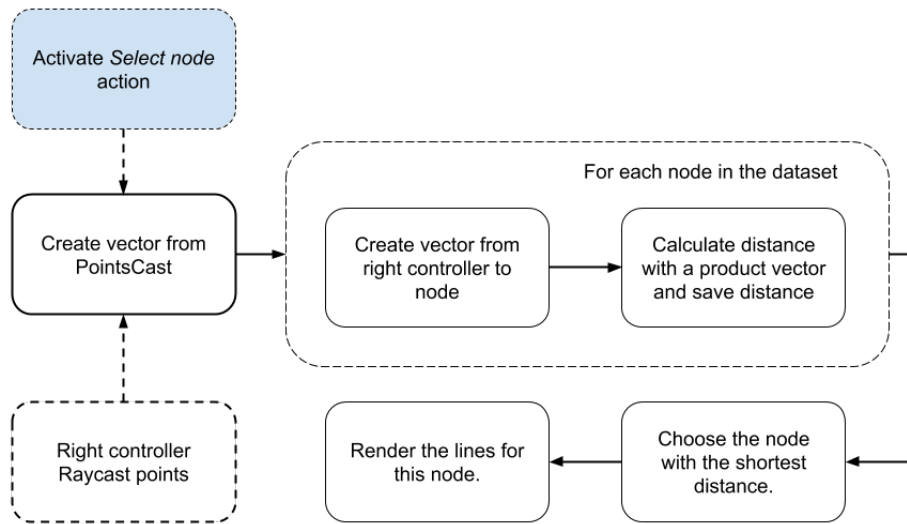 Activate Select node
action
Create vector from
PointsCast
Right controller
Raycast points
For each node in the dataset
Create vector from
right controller to
node
Calculate distance
with a product vector
and save distance
Choose the node
with the shortest
distance.
Render the lines for
this node.